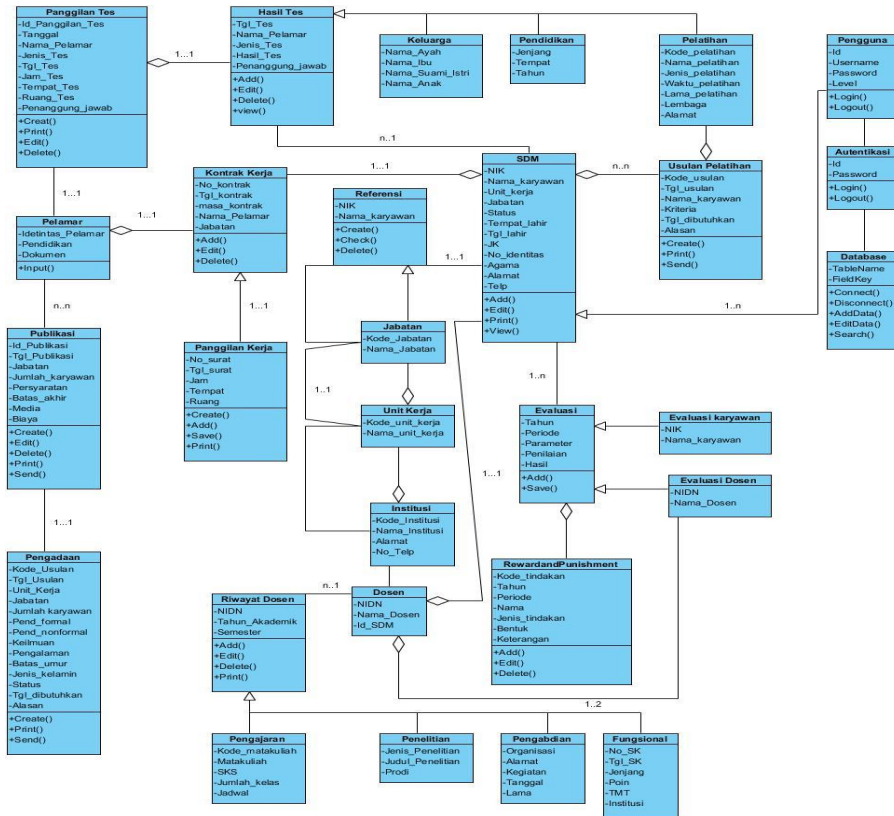 Panggilan Tes
-Id_Panggilan_Tes
-Tanggal
-Nama_Pelamar
-Jenis_Tes
-Tgl_Tes
-Jam_Tes
-Tempat_Tes
-Ruang_Tes
-Penanggung_jawab
+Creat()
+Print()
+Edit()
+Delete()
1...1
Hasil Tes
-Tgl_Tes
-Nama_Pelamar
-Jenis_Tes
-Hasil_Tes
-Penanggung_jawab
+Add()
+Edit()
+Delete()
+view()
Keluarga
-Nama_Ayah
-Nama_Ibu
-Nama_Suami_Istri
-Nama_Anak
Pendidikan
-Jenjang
-Tempat
-Tahun
Pelatihan
-Kode_pelatihan
-Nama_pelatihan
-Jenis_pelatihan
-Waktu_pelatihan
-Lama_pelatihan
-Lembaga
-Alamat
Pengguna
-Id
-Username
-Password
-Level
+Login()
+Logout()
n..1
1...1
Kontrak Kerja
-No_kontrak
-Tgl_kontrak
-masa_kontrak
-Nama_Pelamar
-Jabatan
+Add()
+Edit()
+Delete()
Referensi
-NIK
-Nama_karyawan
+Create()
+Check()
+Delete()
SDM
-NIK
-Nama_karyawan
-Unit_kerja
-Jabatan
-Status
-Tempat_lahir
-Tgl_lahir
-JK
-No_identitas
-Agama
-Alamat
-Telp
+Add()
+Edit()
+Print()
+View()
n..n
Usulan Pelatihan
-Kode_usulan
-Tgl_usulan
-Nama_karyawan
-Kriteria
-Tgl_dibutuhkan
-Alasan
+Create()
+Print()
+Send()
Autentikasi
-Id
-Password
+Login()
+Logout()
1...1
Pelamar
-Idetintas_Pelamar
-Pendidikan
-Dokumen
+Input()
1...1
1...1
Database
-TableName
-FieldKey
+Connect()
+Disconnect()
+AddData()
+EditData()
+Search()
n..n
1...1
1...n
Publikasi
-Id_Publikasi
-Tgl_Publikasi
-Jabatan
-Jumlah_karyawan
-Persyaratan
-Batas_akhir
-Media
-Biaya
+Create()
+Edit()
+Delete()
+Print()
+Send()
Panggilan Kerja
-No_surat
-Tgl_surat
-Jam
-Tempat
-Ruang
+Create()
+Add()
+Save()
+Print()
Jabatan
-Kode_Jabatan
-Nama_Jabatan
1..1
1...n
Unit Kerja
-Kode_unit_kerja
-Nama_unit_kerja
Evaluasi
-Tahun
-Periode
-Parameter
-Penilaian
-Hasil
+Add()
+Save()
Evaluasi karyawan
-NIK
-Nama_karyawan
1...1
Evaluasi Dosen
-NIDN
-Nama_Dosen
1...1
Institusi
-Kode_Institusi
-Nama_Institusi
-Alamat
-No_Telp
Pengadaan
-Kode_Usulan
-Tgl_Usulan
-Unit_Kerja
-Jabatan
-Jumlah karyawan
-Pend_formal
-Pend_nonformal
-Keilmuan
-Pengalaman
-Batas_umur
-Jenis_kelamin
-Status
-Tgl_dibutuhkan
-Alasan
+Create()
+Print()
+Send()
n..1
Riwayat Dosen
-NIDN
-Tahun_Akademik
-Semester
+Add()
+Edit()
+Delete()
+Print()
Dosen
-NIDN
-Nama_Dosen
-Id_SDM
RewardandPunishment
-Kode_tindakan
-Tahun
-Periode
-Nama
-Jenis_tindakan
-Bentuk
-Keterangan
+Add()
+Edit()
+Delete()
1..2
Pengajaran
-Kode_matakuliah
-Matakuliah
-SKS
-Jumlah_kelas
-Jadwal
Penelitian
-Jenis_Penelitian
-Judul_Penelitian
-Prodi
Pengabdian
-Organisasi
-Alamat
-Kegiatan
-Tanggal
-Lama
Fungsional
-No_SK
-Tgl_SK
-Jenjang
-Poin
-TMT
-Institusi